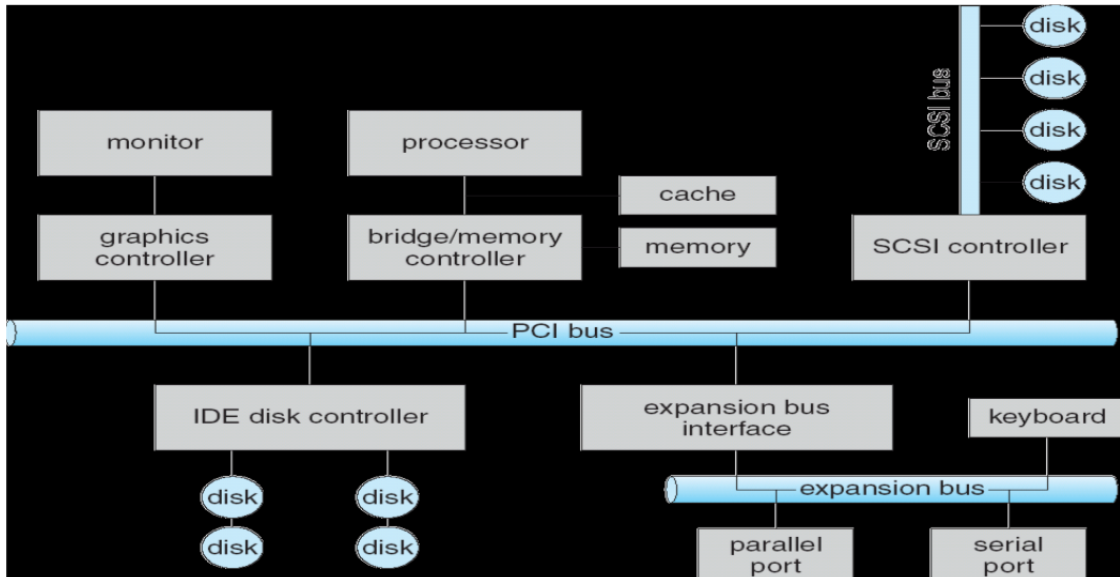 disk
disk
SCSI bus
disk
disk
monitor
processor
cache
graphics
controller
bridge/memory
controller
memory
SCSI controller
PCI bus
IDE disk controller
expansion bus
interface
keyboard
disk
disk
expansion bus
disk
disk
parallel
port
serial
port